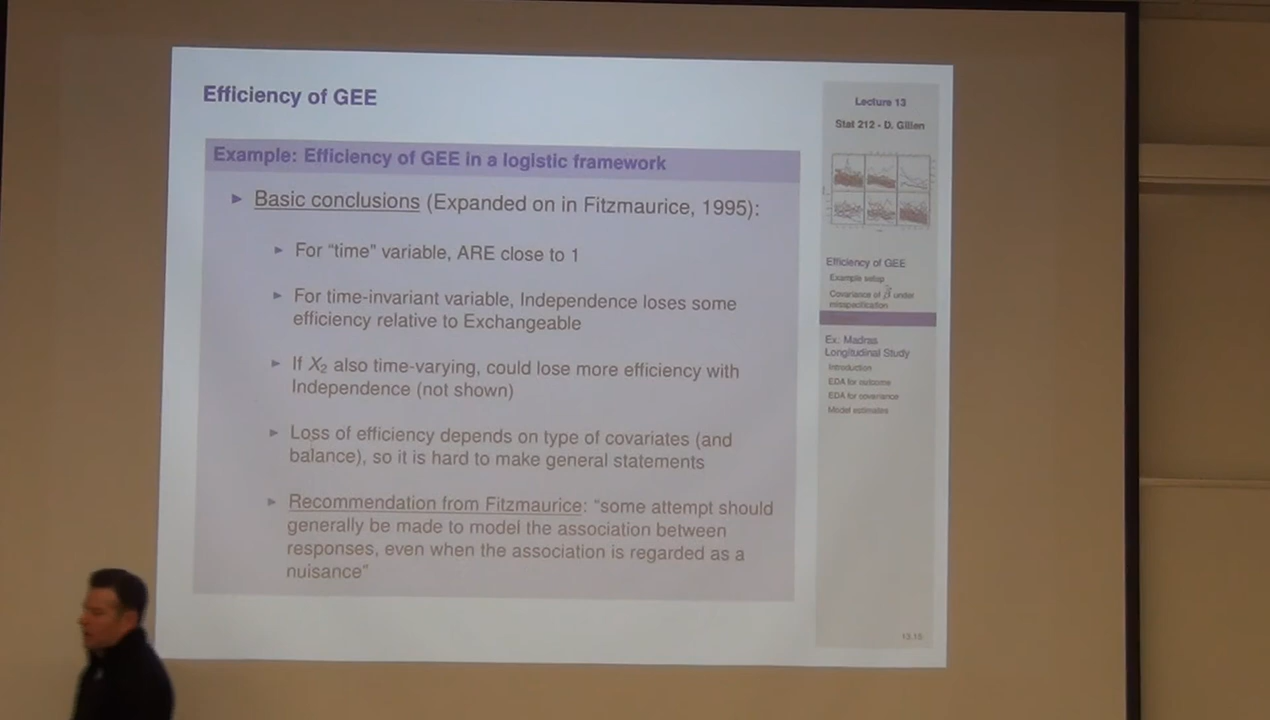 Efficiency of GEE
Example: Efficiency of GEE in a logistic framework
Basic conclusions (Expanded on in Fitzmaurice, 1995):
For “time” variable, ARE close to 1
For time-invariant variable, Independence loses some
efficiency relative to Exchangeable
If X₂ also time-varying, could lose more efficiency with
Independence (not shown)
Loss of efficiency depends on type of covariates (and
balance), so it is hard to make general statements
Recommendation from Fitzmaurice: “some attempt should
generally be made to model the association between
responses, even when the association is regarded as a
nuisance”
Lecture 13
Stat 212 - D. Gillen
Efficiency of GEE
Example setup
Covariance of β̂ under
misspecification
Ex. Madras
Longitudinal Study
Introduction
EDA for outcome
EDA for covariance
Model estimates